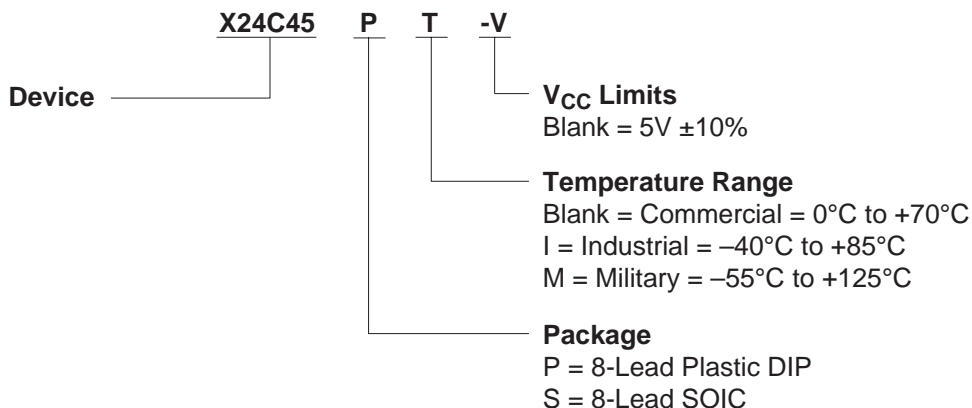 X24C45 P T -V
Device
VCC Limits
Blank = 5V ±10%
Temperature Range
Blank = Commercial = 0°C to +70°C
I = Industrial = –40°C to +85°C
M = Military = –55°C to +125°C
Package
P = 8-Lead Plastic DIP
S = 8-Lead SOIC